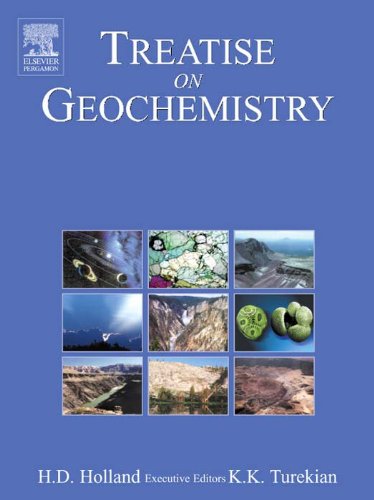 ELSEVIER
PERGAMON
TREATISE
ON
GEOCHEMISTRY
H.D. Holland Executive Editors K.K. Turekian